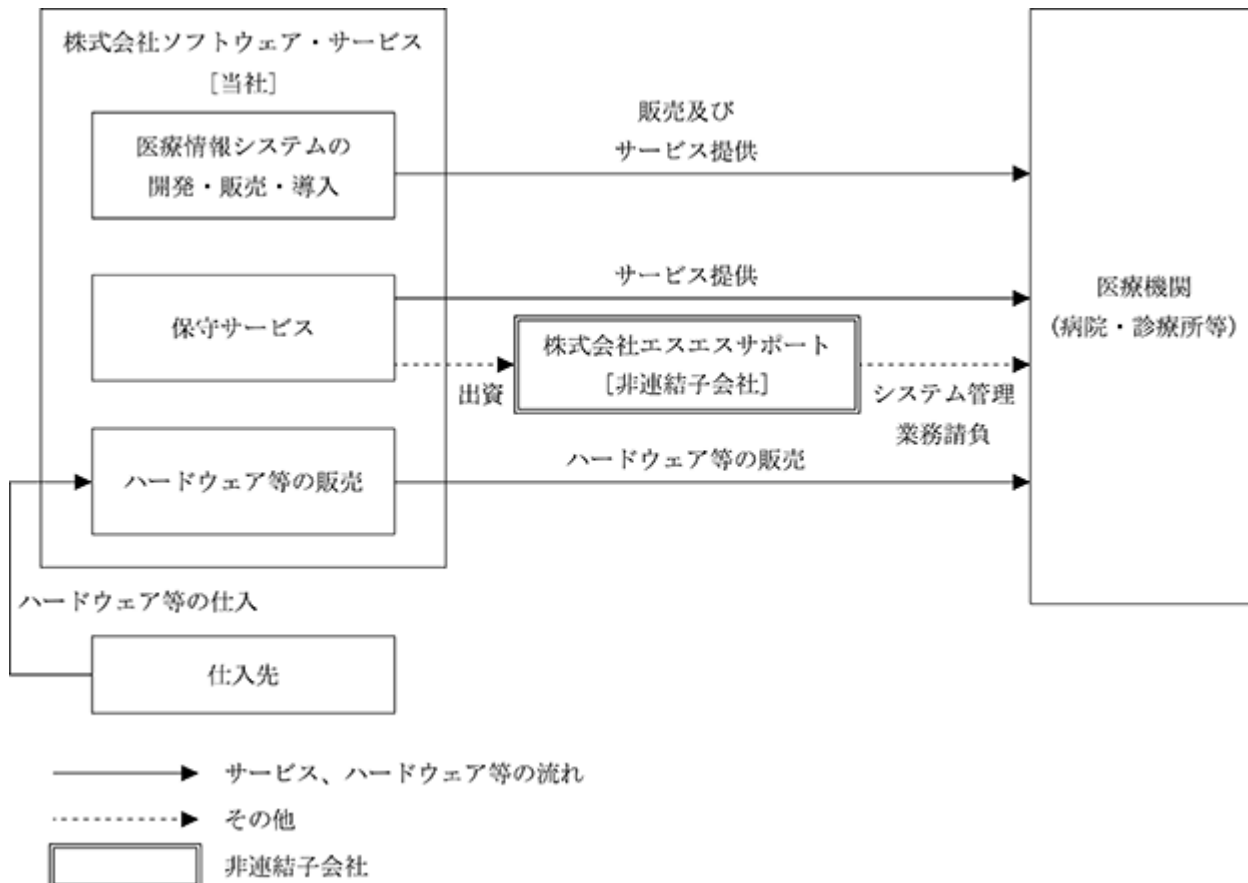 株式会社ソフトウェア・サービス
[当社]
医療情報システムの
開発・販売・導入
販売及び
サービス提供
保守サービス
サービス提供
出資
株式会社エスエスサポート
[非連結子会社]
システム管理
業務請負
ハードウェア等の販売
ハードウェア等の販売
医療機関
(病院・診療所等)
ハードウェア等の仕入
仕入先
サービス、ハードウェア等の流れ
その他
非連結子会社